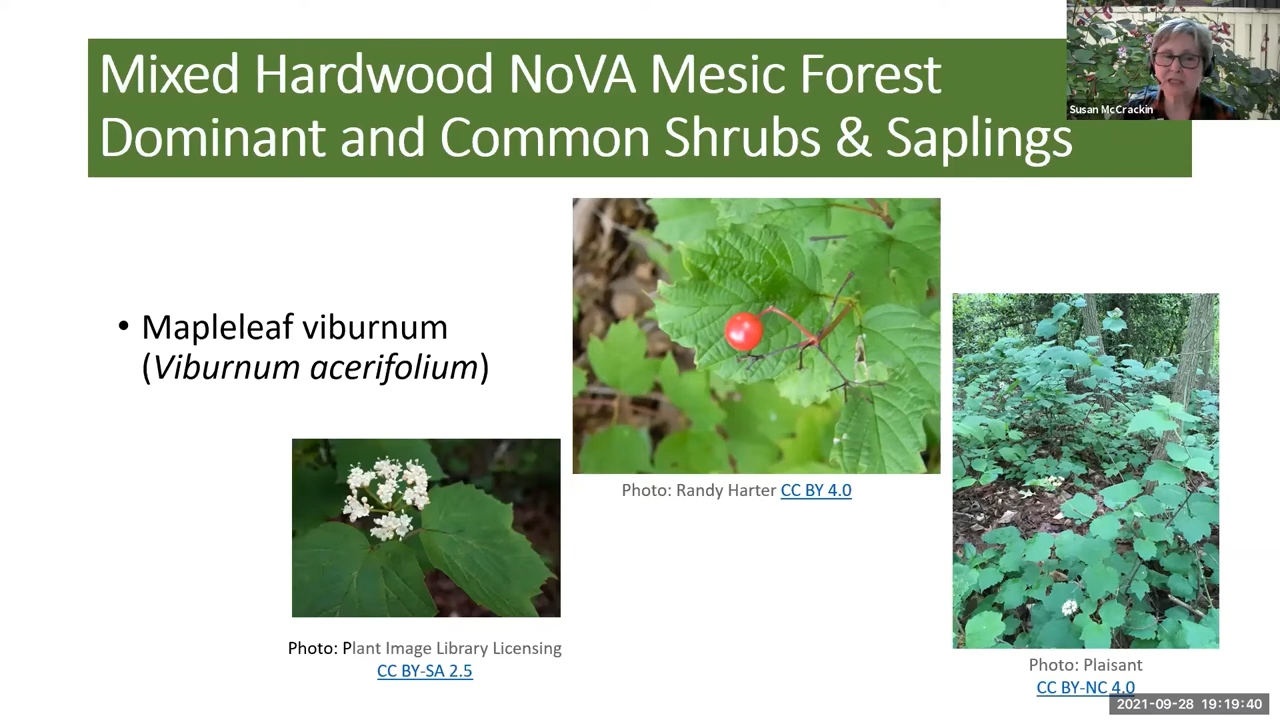 Mixed Hardwood NoVA Mesic Forest
Dominant and Common Shrubs & Saplings
Susan McCrackin
• Mapleleaf viburnum
(Viburnum acerifolium)
Photo: Randy Harter CC BY 4.0
Photo: Plant Image Library Licensing
CC BY-SA 2.5
Photo: Plaisant
CC BY-NC 4.0
2021-09-28 19:19:40